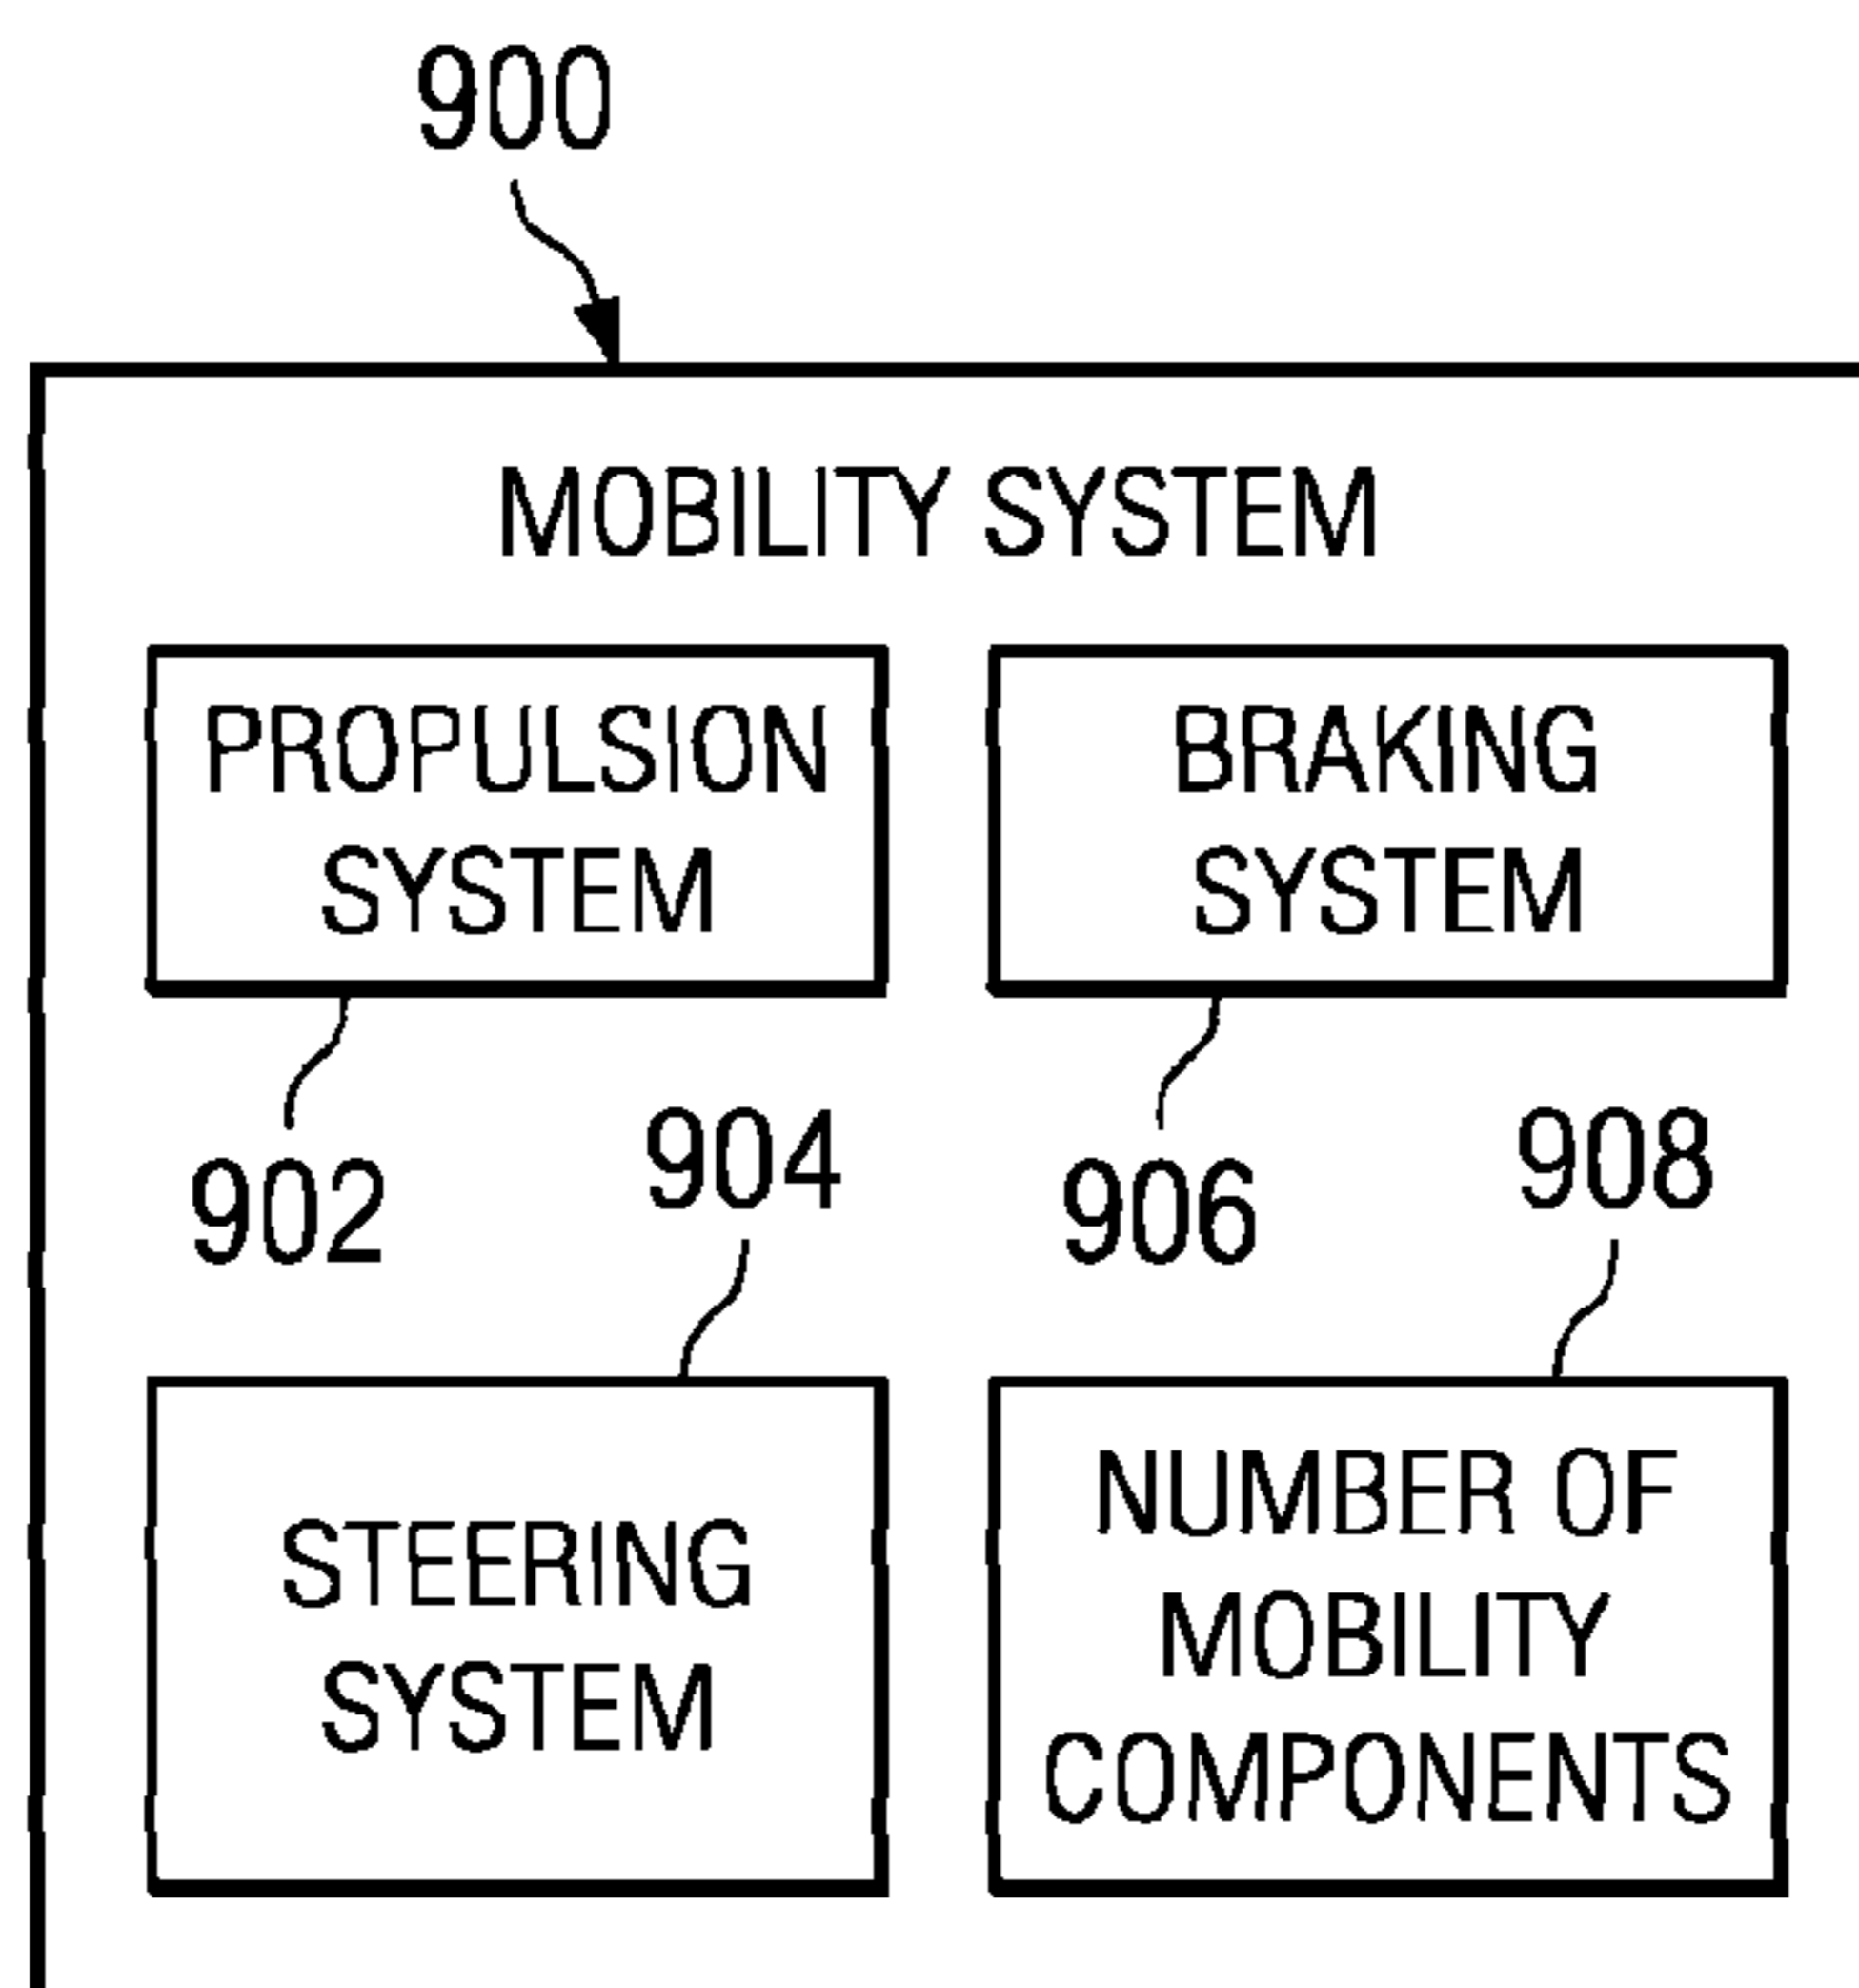 900
MOBILITY SYSTEM
PROPULSION
SYSTEM
BRAKING
SYSTEM
902
904
906
908
STEERING
SYSTEM
NUMBER OF
MOBILITY
COMPONENTS